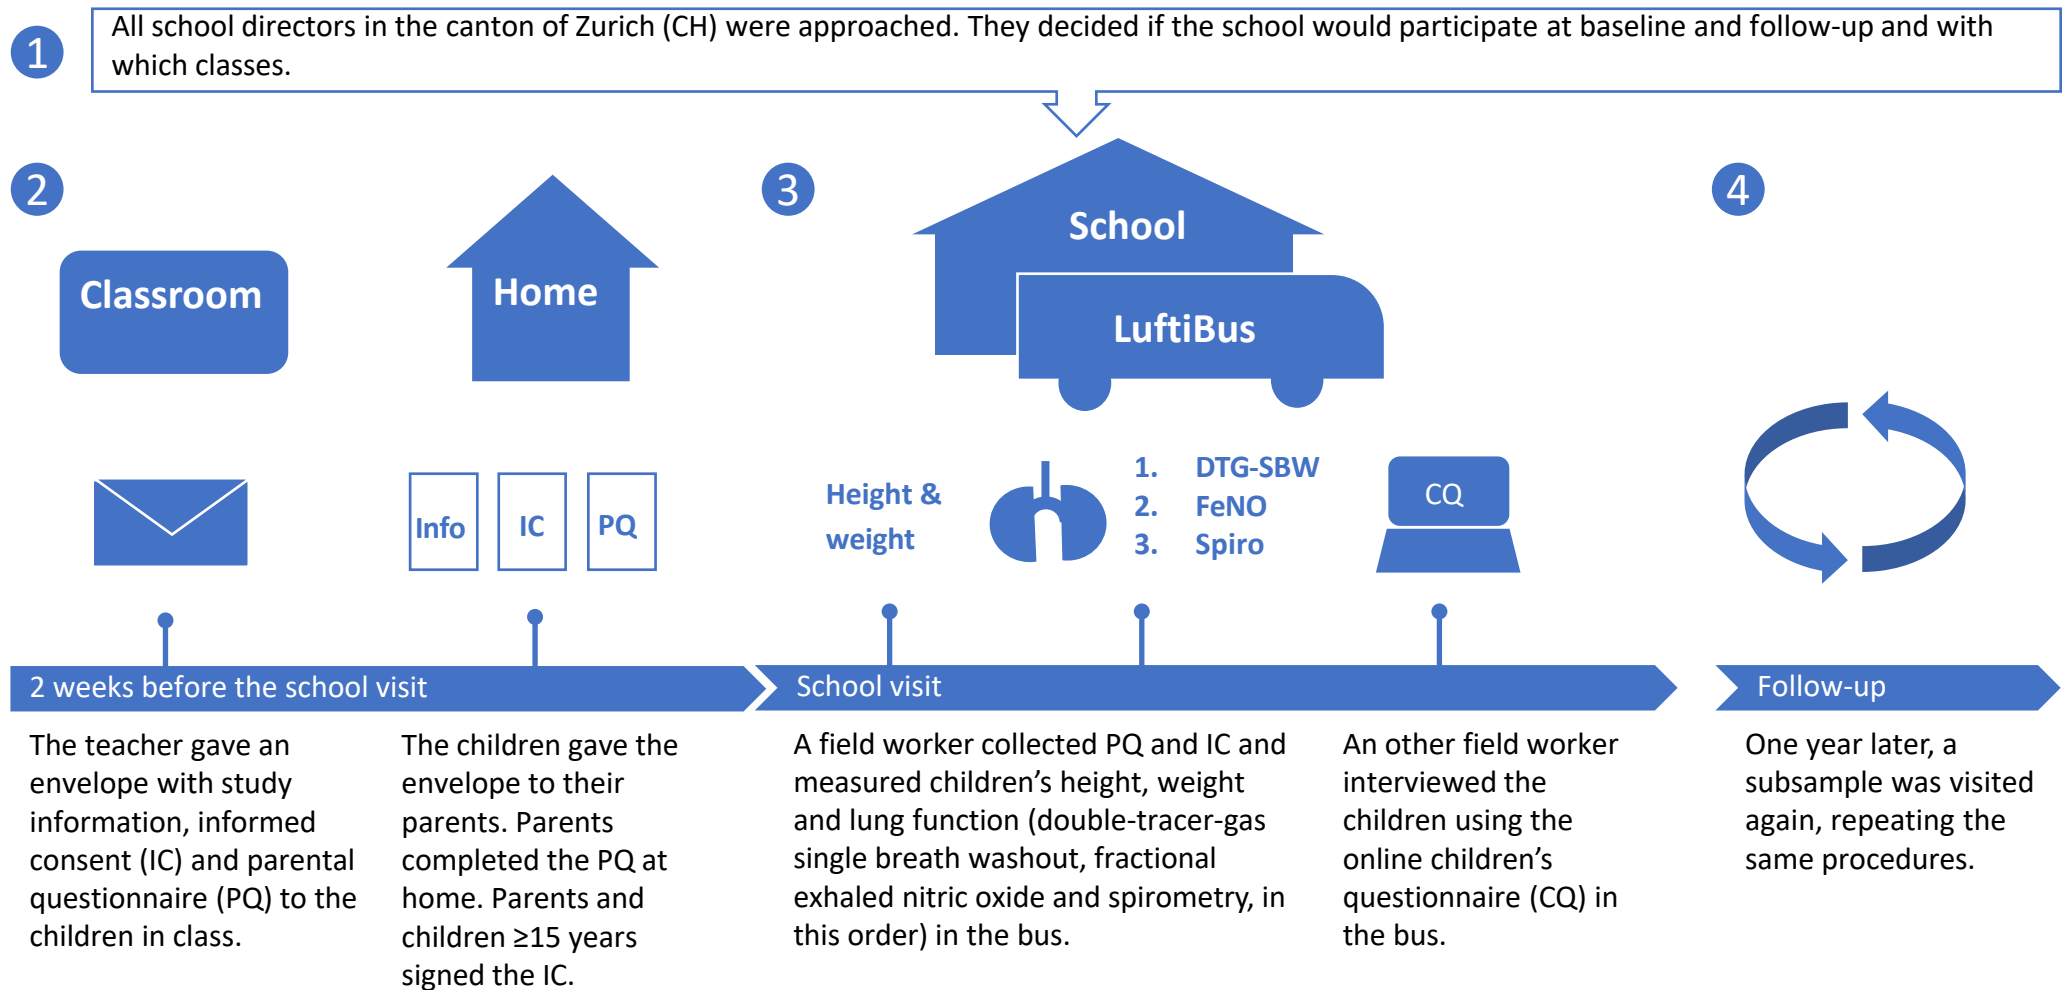 1
All school directors in the canton of Zurich (CH) were approached. They decided if the school would participate at baseline and follow-up and with
which classes.
2
Classroom
Home
3
School
LuftiBus
4
Info
IC
PQ
Height &
weight
1. DTG-SBW
2. FeNO
3. Spiro
CQ
2 weeks before the school visit
School visit
Follow-up
The teacher gave an
envelope with study
information, informed
consent (IC) and parental
questionnaire (PQ) to the
children in class.
The children gave the
envelope to their
parents. Parents
completed the PQ at
home. Parents and
children ≥15 years
signed the IC.
A field worker collected PQ and IC and
measured children's height, weight
and lung function (double-tracer-gas
single breath washout, fractional
exhaled nitric oxide and spirometry, in
this order) in the bus.
An other field worker
interviewed the
children using the
online children's
questionnaire (CQ) in
the bus.
One year later, a
subsample was visited
again, repeating the
same procedures.